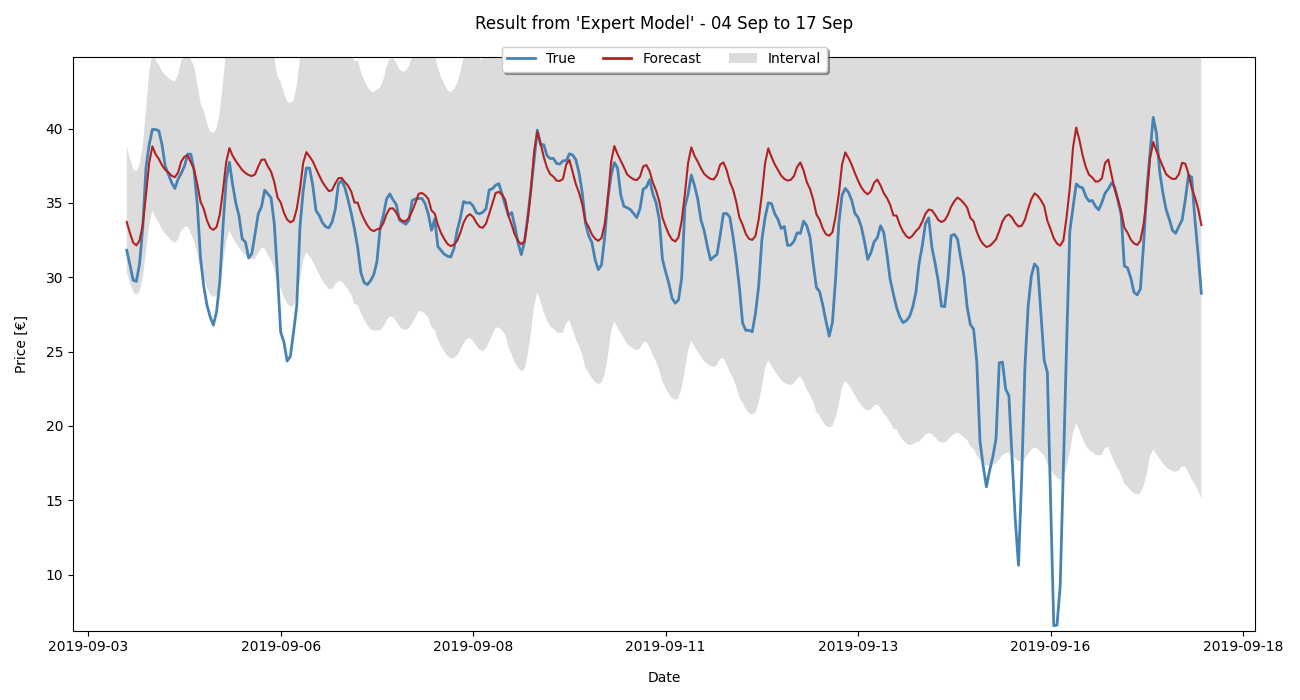 Result from 'Expert Model' - 04 Sep to 17 Sep
True Forecast Interval
Price [€]
40
35
30
25
20
15
10
2019-09-03 2019-09-06 2019-09-08 2019-09-11 2019-09-13 2019-09-16 2019-09-18
Date